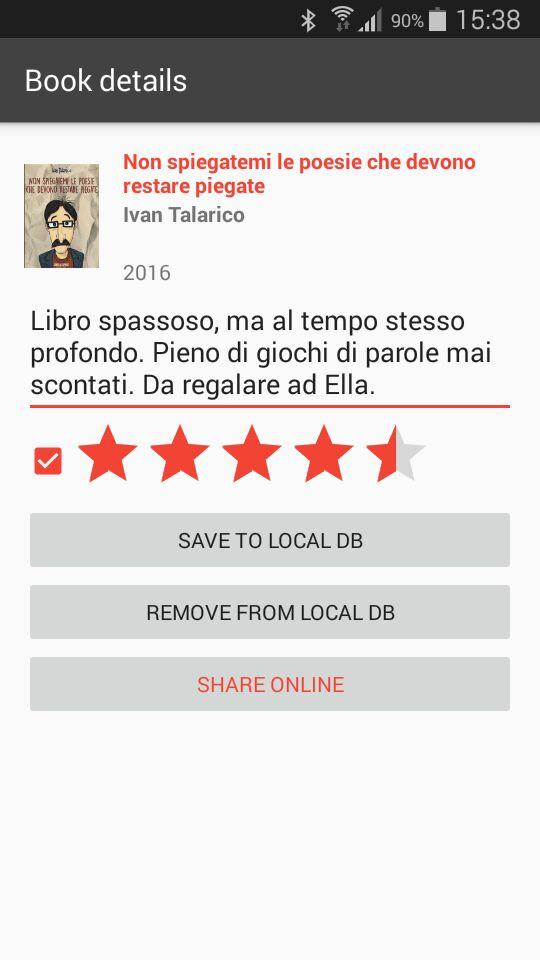 90% 15:38
Book details
Ivan Talarico
NON SPIEGATEMI LE POESIE
CHE DEVONO RESTARE PIEGATE
Non spiegatemi le poesie che devono
restare piegate
Ivan Talarico
2016
Libro spassoso, ma al tempo stesso
profondo. Pieno di giochi di parole mai
scontati. Da regalare ad Ella.
SAVE TO LOCAL DB
REMOVE FROM LOCAL DB
SHARE ONLINE